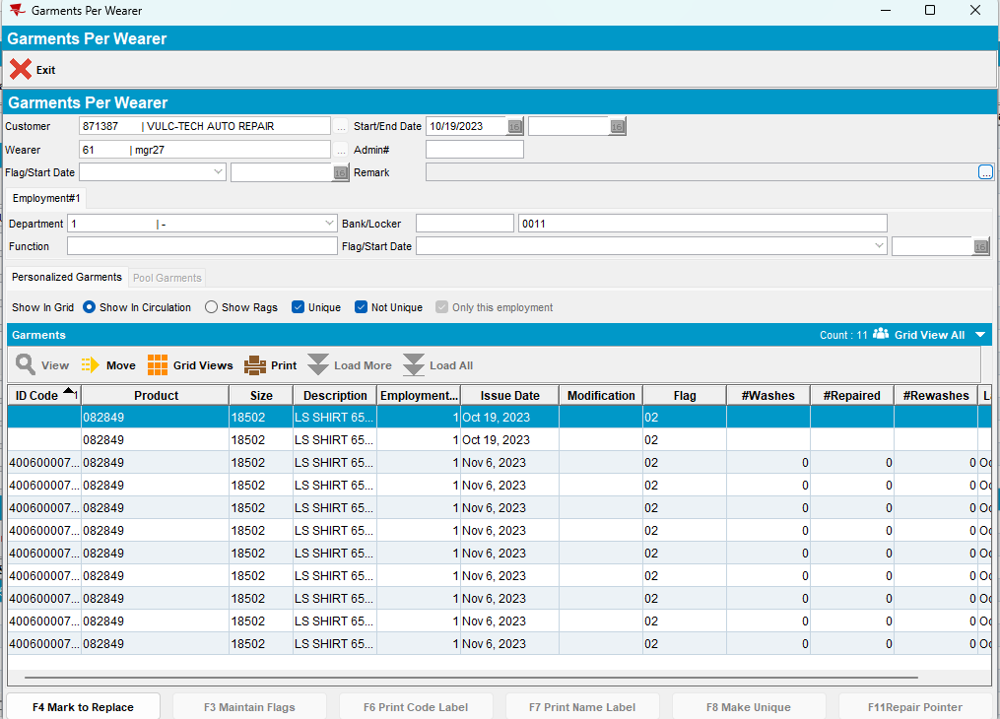 Garments Per Wearer
Garments Per Wearer
Exit
Garments Per Wearer
Customer 871387 | VULC-TECH AUTO REPAIR ... Start/End Date 10/19/2023 16 16
Wearer 61 | mgr27 ... Admin#
Flag/Start Date 16 Remark ...
Employment#1
Department 1 | - Bank/Locker 0011
Function Flag/Start Date 16
Personalized Garments Pool Garments
Show In Grid Show In Circulation Show Rags Unique Not Unique Only this employment
Garments Count : 11 Grid View All
View Move Grid Views Print Load More Load All
ID Code 1 Product Size Description Employment... Issue Date Modification Flag #Washes #Repaired #Rewashes L
082849 18502 LS SHIRT 65... 1 Oct 19, 2023 02
082849 18502 LS SHIRT 65... 1 Oct 19, 2023 02
400600007... 082849 18502 LS SHIRT 65... 1 Nov 6, 2023 02 0 0 0 Oc
400600007... 082849 18502 LS SHIRT 65... 1 Nov 6, 2023 02 0 0 0 Oc
400600007... 082849 18502 LS SHIRT 65... 1 Nov 6, 2023 02 0 0 0 Oc
400600007... 082849 18502 LS SHIRT 65... 1 Nov 6, 2023 02 0 0 0 Oc
400600007... 082849 18502 LS SHIRT 65... 1 Nov 6, 2023 02 0 0 0 Oc
400600007... 082849 18502 LS SHIRT 65... 1 Nov 6, 2023 02 0 0 0 Oc
400600007... 082849 18502 LS SHIRT 65... 1 Nov 6, 2023 02 0 0 0 Oc
400600007... 082849 18502 LS SHIRT 65... 1 Nov 6, 2023 02 0 0 0 Oc
400600007... 082849 18502 LS SHIRT 65... 1 Nov 6, 2023 02 0 0 0 Oc
F4 Mark to Replace F3 Maintain Flags F6 Print Code Label F7 Print Name Label F8 Make Unique F11Repair Pointer